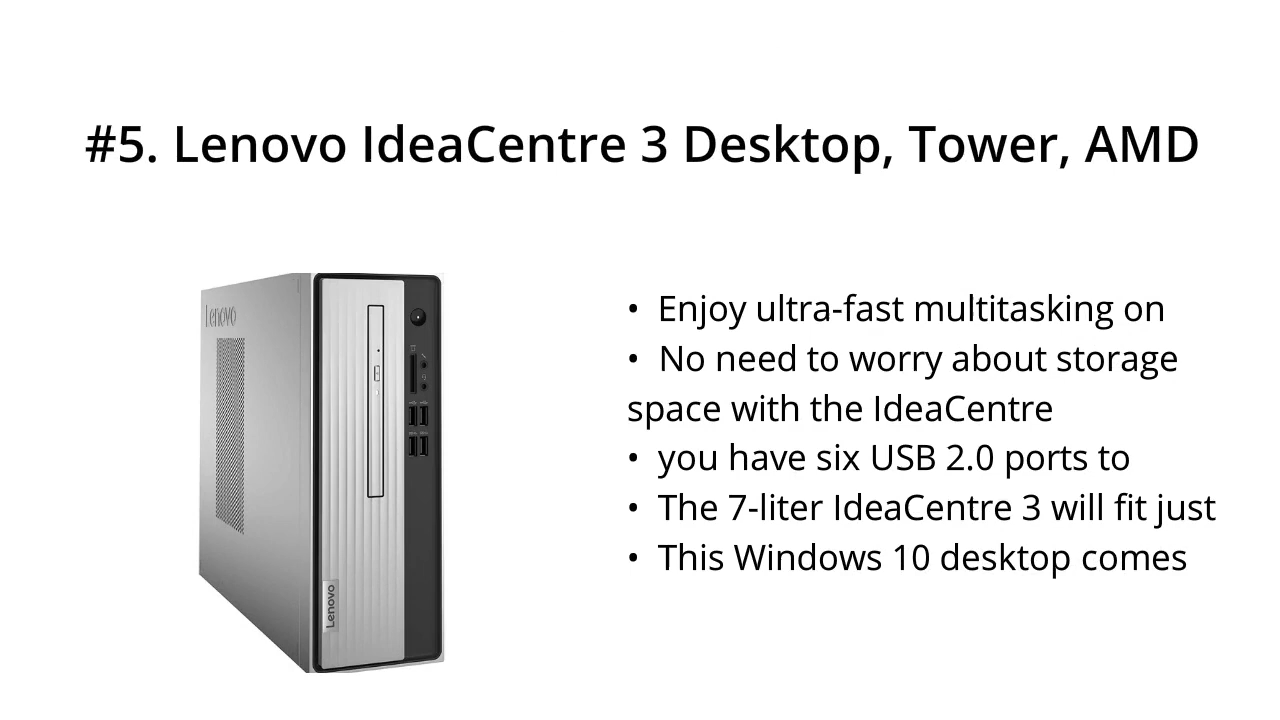 #5. Lenovo IdeaCentre 3 Desktop, Tower, AMD
Lenovo
Lenovo
• Enjoy ultra-fast multitasking on
• No need to worry about storage
space with the IdeaCentre
• you have six USB 2.0 ports to
• The 7-liter IdeaCentre 3 will fit just
• This Windows 10 desktop comes